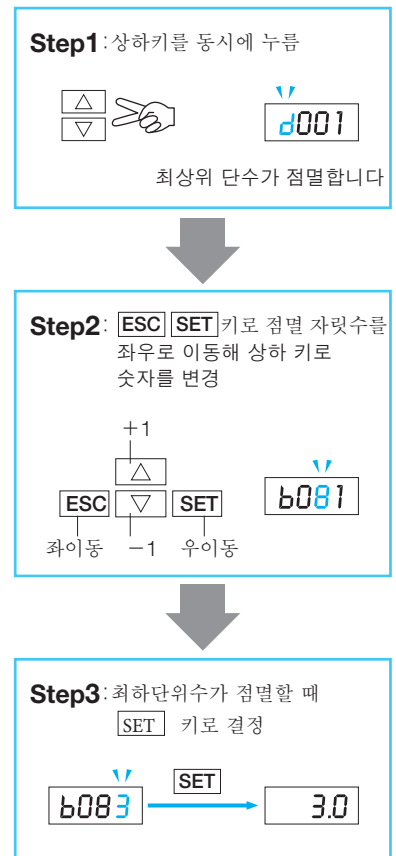 Step1:상하키를 동시에 누름
△
▽
d001
최상위 단수가 점멸합니다
Step2: ESC SET 키로 점멸 자릿수를
좌우로 이동해 상하 키로
숫자를 변경
+1
△
ESC ▽ SET
b081
좌이동 −1 우이동
Step3:최하단위수가 점멸할 때
SET 키로 결정
SET
b083 3.0